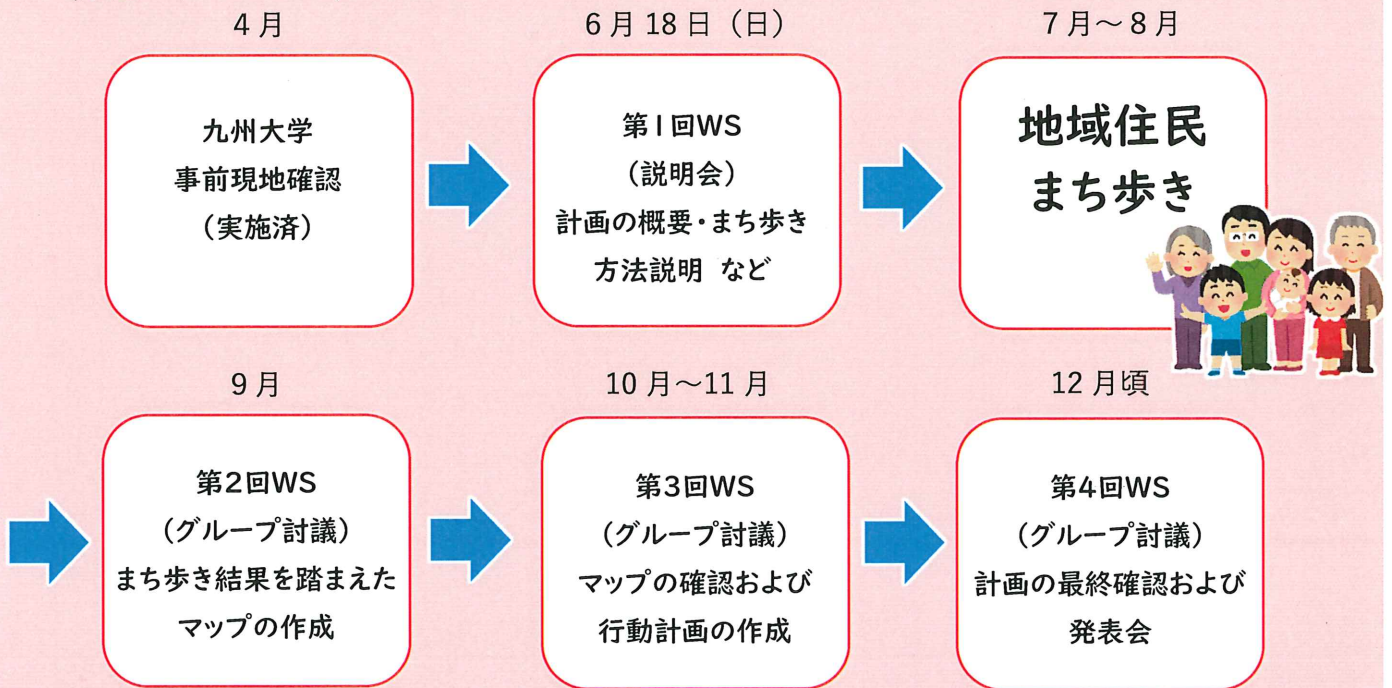 4月
九州大学
事前現地確認
（実施済）
6月18日（日）
第1回WS
（説明会）
計画の概要・まち歩き
方法説明 など
7月～8月
地域住民
まち歩き
9月
第2回WS
（グループ討議）
まち歩き結果を踏まえた
マップの作成
10月～11月
第3回WS
（グループ討議）
マップの確認および
行動計画の作成
12月頃
第4回WS
（グループ討議）
計画の最終確認および
発表会